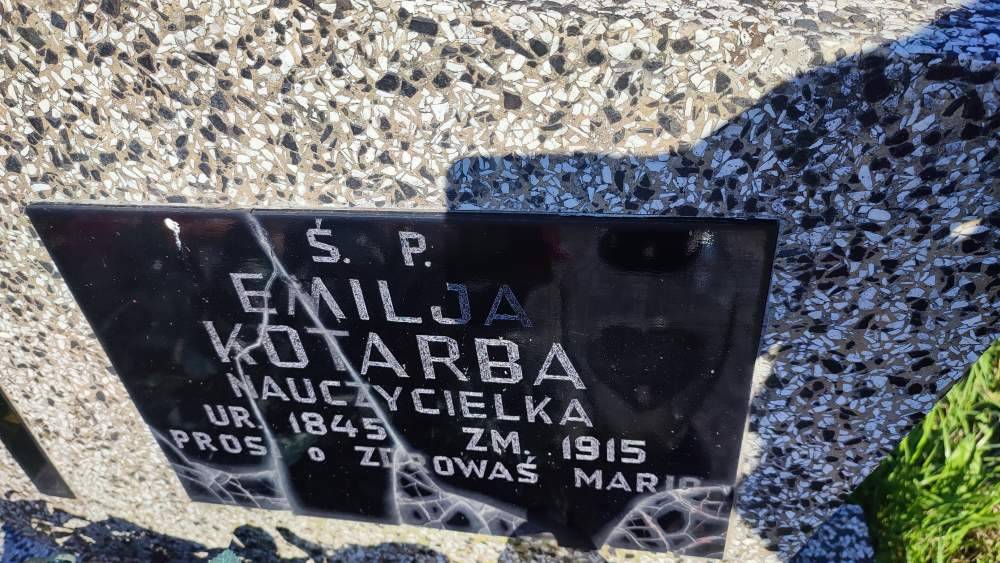 Ś. P.
EMILJA
KOTARBA
NAUCZYCIELKA
UR. 1845 ZM. 1915
PROS o ZDROWAŚ MARIO